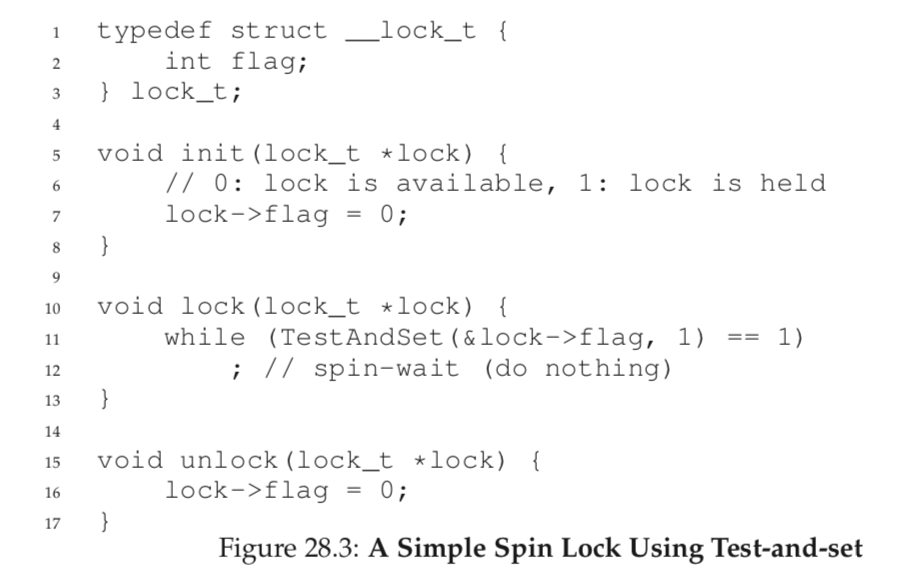 1 typedef struct __lock_t {
2     int flag;
3 } lock_t;
4
5 void init(lock_t *lock) {
6     // 0: lock is available, 1: lock is held
7     lock->flag = 0;
8 }
9
10 void lock(lock_t *lock) {
11     while (TestAndSet(&lock->flag, 1) == 1)
12         ; // spin-wait (do nothing)
13 }
14
15 void unlock(lock_t *lock) {
16     lock->flag = 0;
17 }
Figure 28.3: A Simple Spin Lock Using Test-and-set